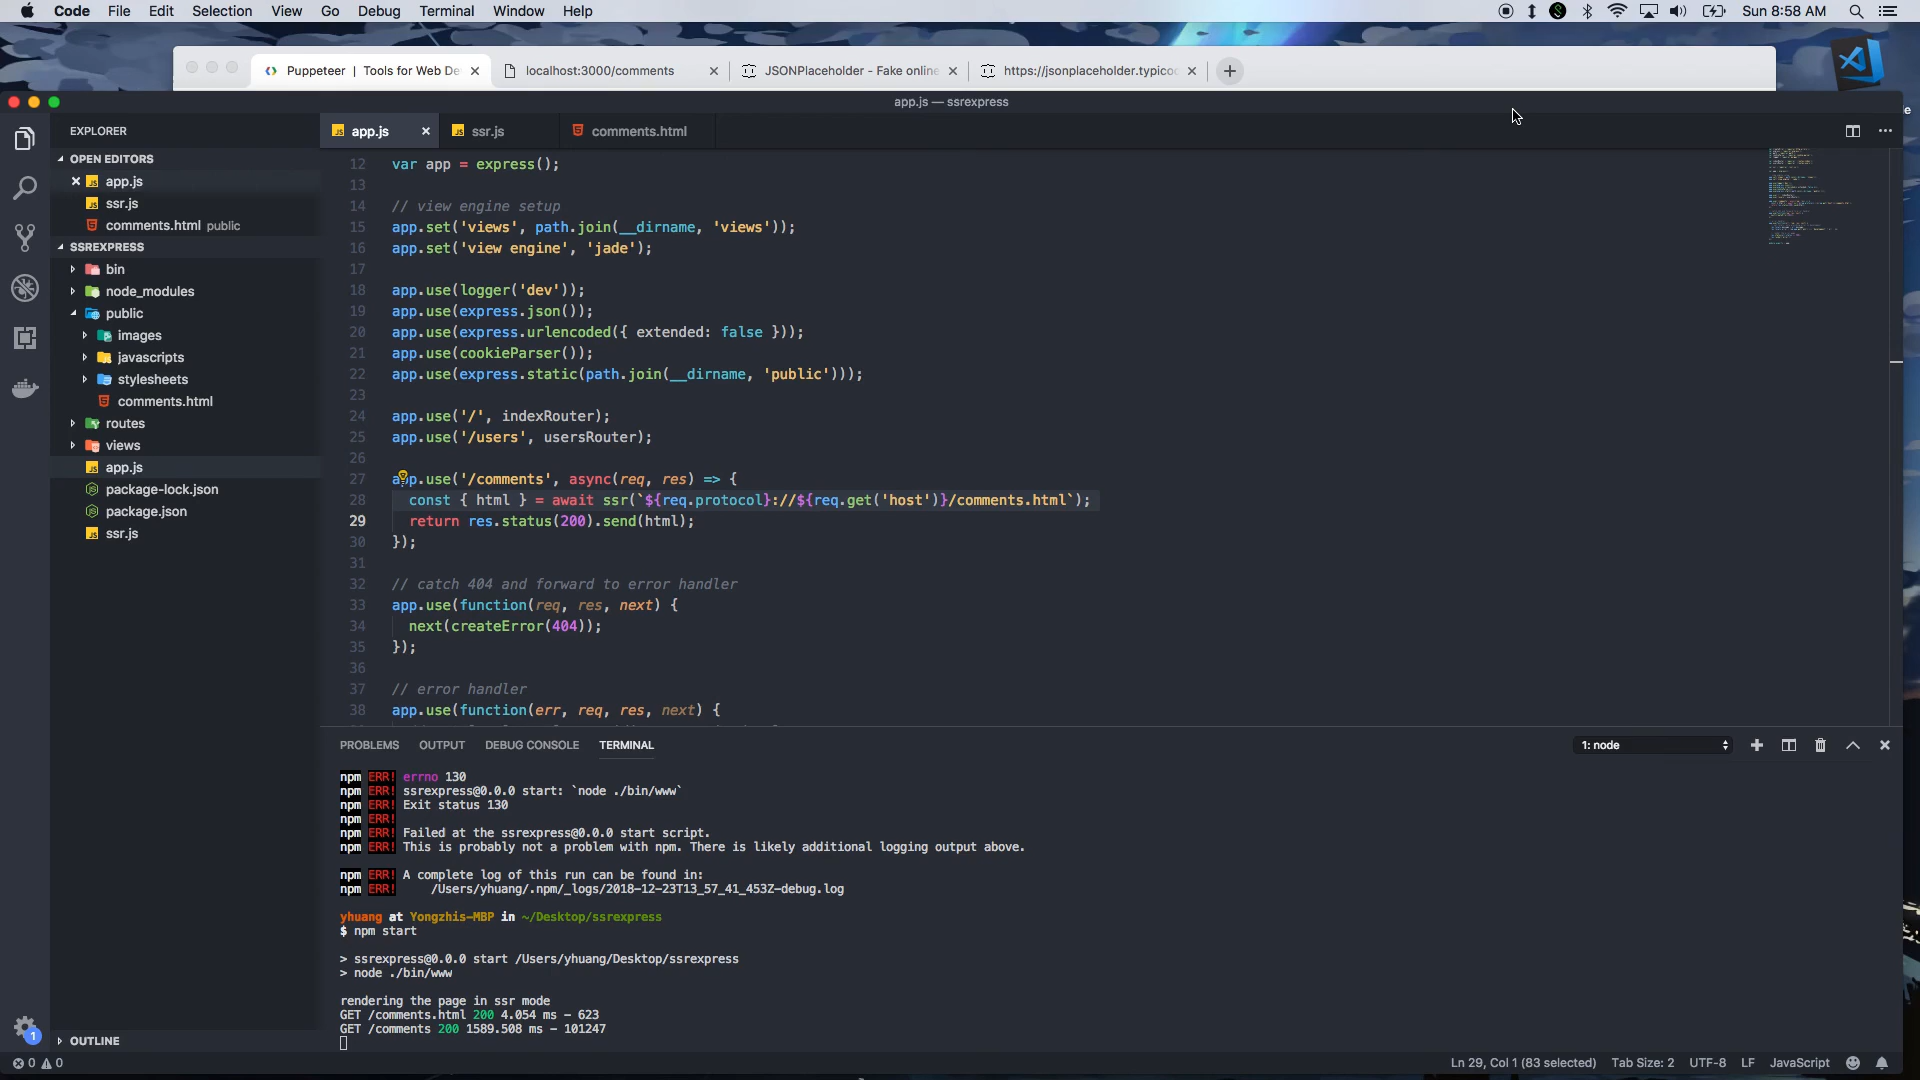 Code File Edit Selection View Go Debug Terminal Window Help
Sun 8:58 AM
Puppeteer | Tools for Web De
localhost:3000/comments
JSONPlaceholder - Fake online
https://jsonplaceholder.typico
app.js — ssrexpress
EXPLORER
OPEN EDITORS
app.js
ssr.js
comments.html public
SSREXPRESS
bin
node_modules
public
images
javascripts
stylesheets
comments.html
routes
views
app.js
package-lock.json
package.json
ssr.js
OUTLINE
app.js
ssr.js
comments.html
12 var app = express();
13
14 // view engine setup
15 app.set('views', path.join(__dirname, 'views'));
16 app.set('view engine', 'jade');
17
18 app.use(logger('dev'));
19 app.use(express.json());
20 app.use(express.urlencoded({ extended: false }));
21 app.use(cookieParser());
22 app.use(express.static(path.join(__dirname, 'public')));
23
24 app.use('/', indexRouter);
25 app.use('/users', usersRouter);
26
27 app.use('/comments', async(req, res) => {
28 const { html } = await ssr(`${req.protocol}://${req.get('host')}/comments.html`);
29 return res.status(200).send(html);
30 });
31
32 // catch 404 and forward to error handler
33 app.use(function(req, res, next) {
34 next(createError(404));
35 });
36
37 // error handler
38 app.use(function(err, req, res, next) {
PROBLEMS OUTPUT DEBUG CONSOLE TERMINAL
1: node
npm ERR! errno 130
npm ERR! ssrexpress@0.0.0 start: `node ./bin/www`
npm ERR! Exit status 130
npm ERR!
npm ERR! Failed at the ssrexpress@0.0.0 start script.
npm ERR! This is probably not a problem with npm. There is likely additional logging output above.
npm ERR! A complete log of this run can be found in:
npm ERR! /Users/yhuang/.npm/_logs/2018-12-23T13_57_41_453Z-debug.log
yhuang at Yongzhis-MBP in ~/Desktop/ssrexpress
$ npm start
> ssrexpress@0.0.0 start /Users/yhuang/Desktop/ssrexpress
> node ./bin/www
rendering the page in ssr mode
GET /comments.html 200 4.054 ms - 623
GET /comments 200 1589.508 ms - 101247
1
0 0
Ln 29, Col 1 (83 selected) Tab Size: 2 UTF-8 LF JavaScript